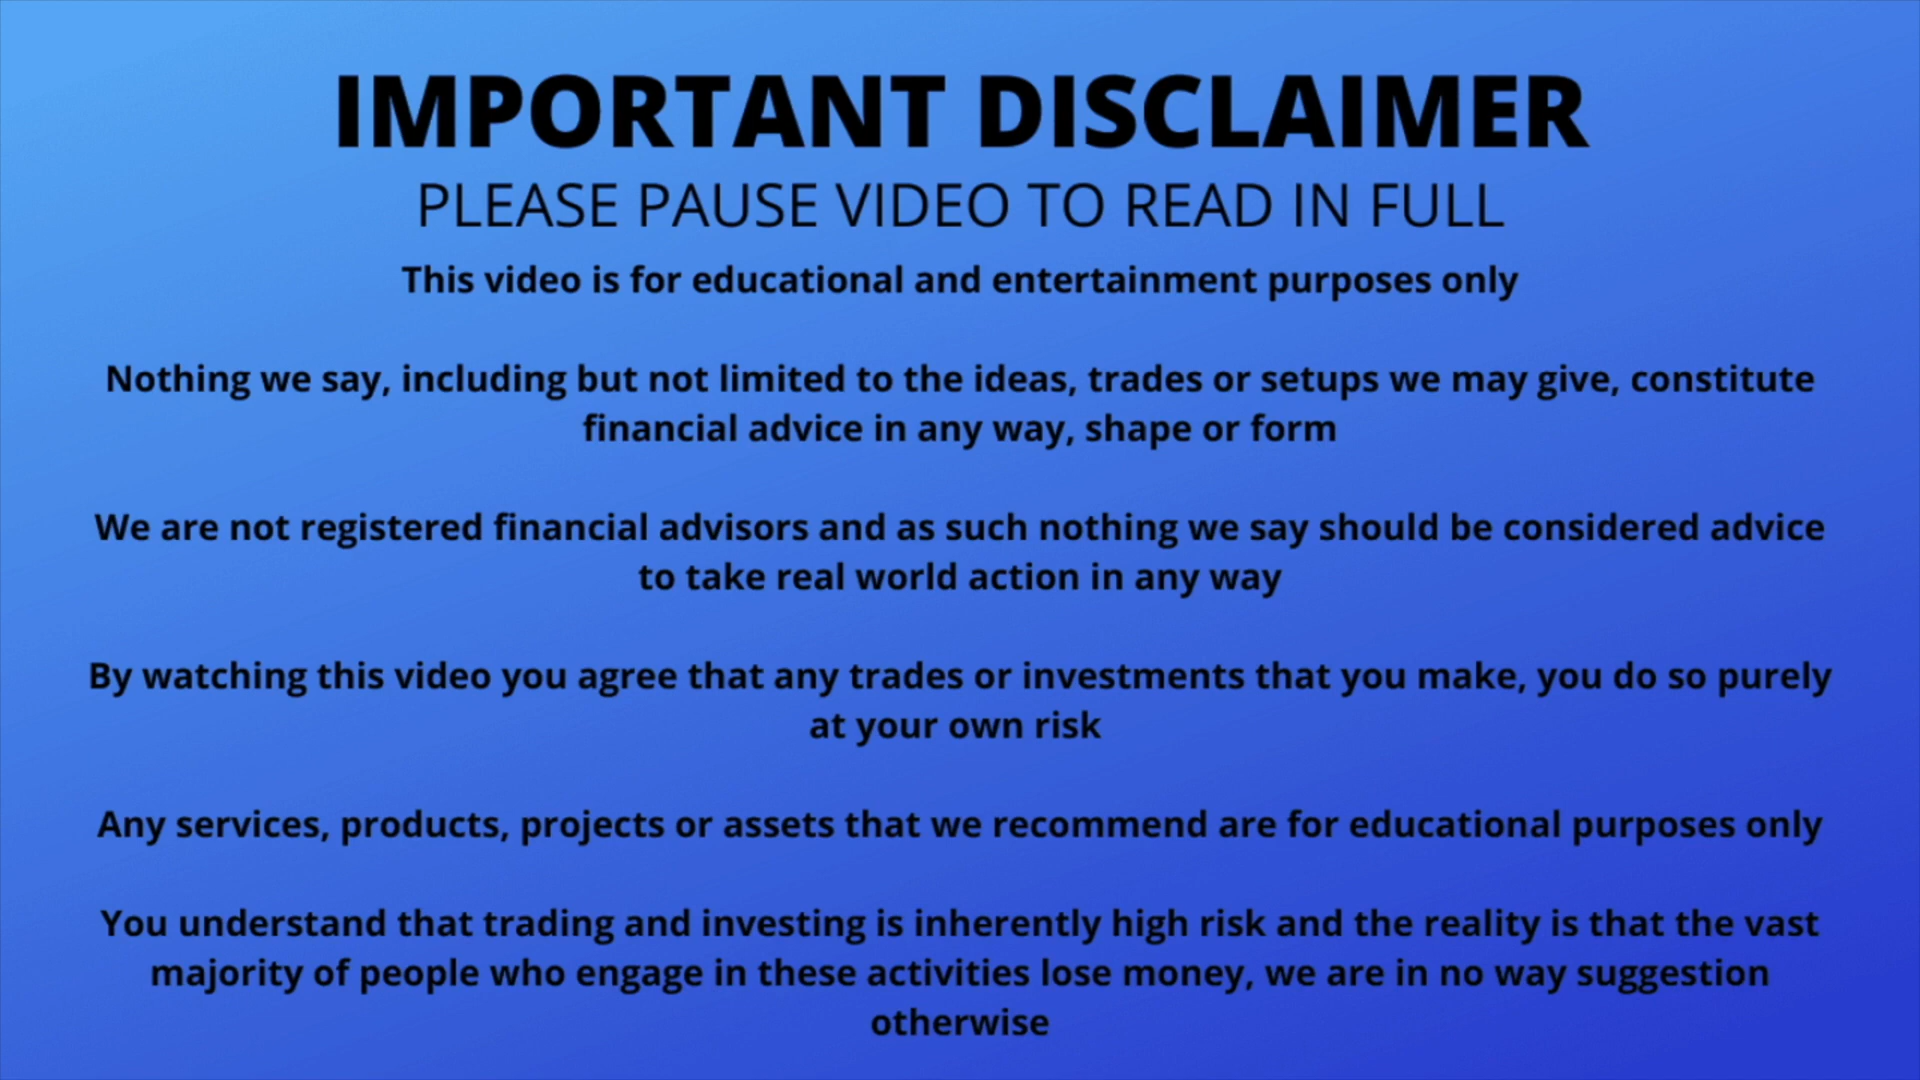 IMPORTANT DISCLAIMER
PLEASE PAUSE VIDEO TO READ IN FULL
This video is for educational and entertainment purposes only
Nothing we say, including but not limited to the ideas, trades or setups we may give, constitute
financial advice in any way, shape or form
We are not registered financial advisors and as such nothing we say should be considered advice
to take real world action in any way
By watching this video you agree that any trades or investments that you make, you do so purely
at your own risk
Any services, products, projects or assets that we recommend are for educational purposes only
You understand that trading and investing is inherently high risk and the reality is that the vast
majority of people who engage in these activities lose money, we are in no way suggestion
otherwise